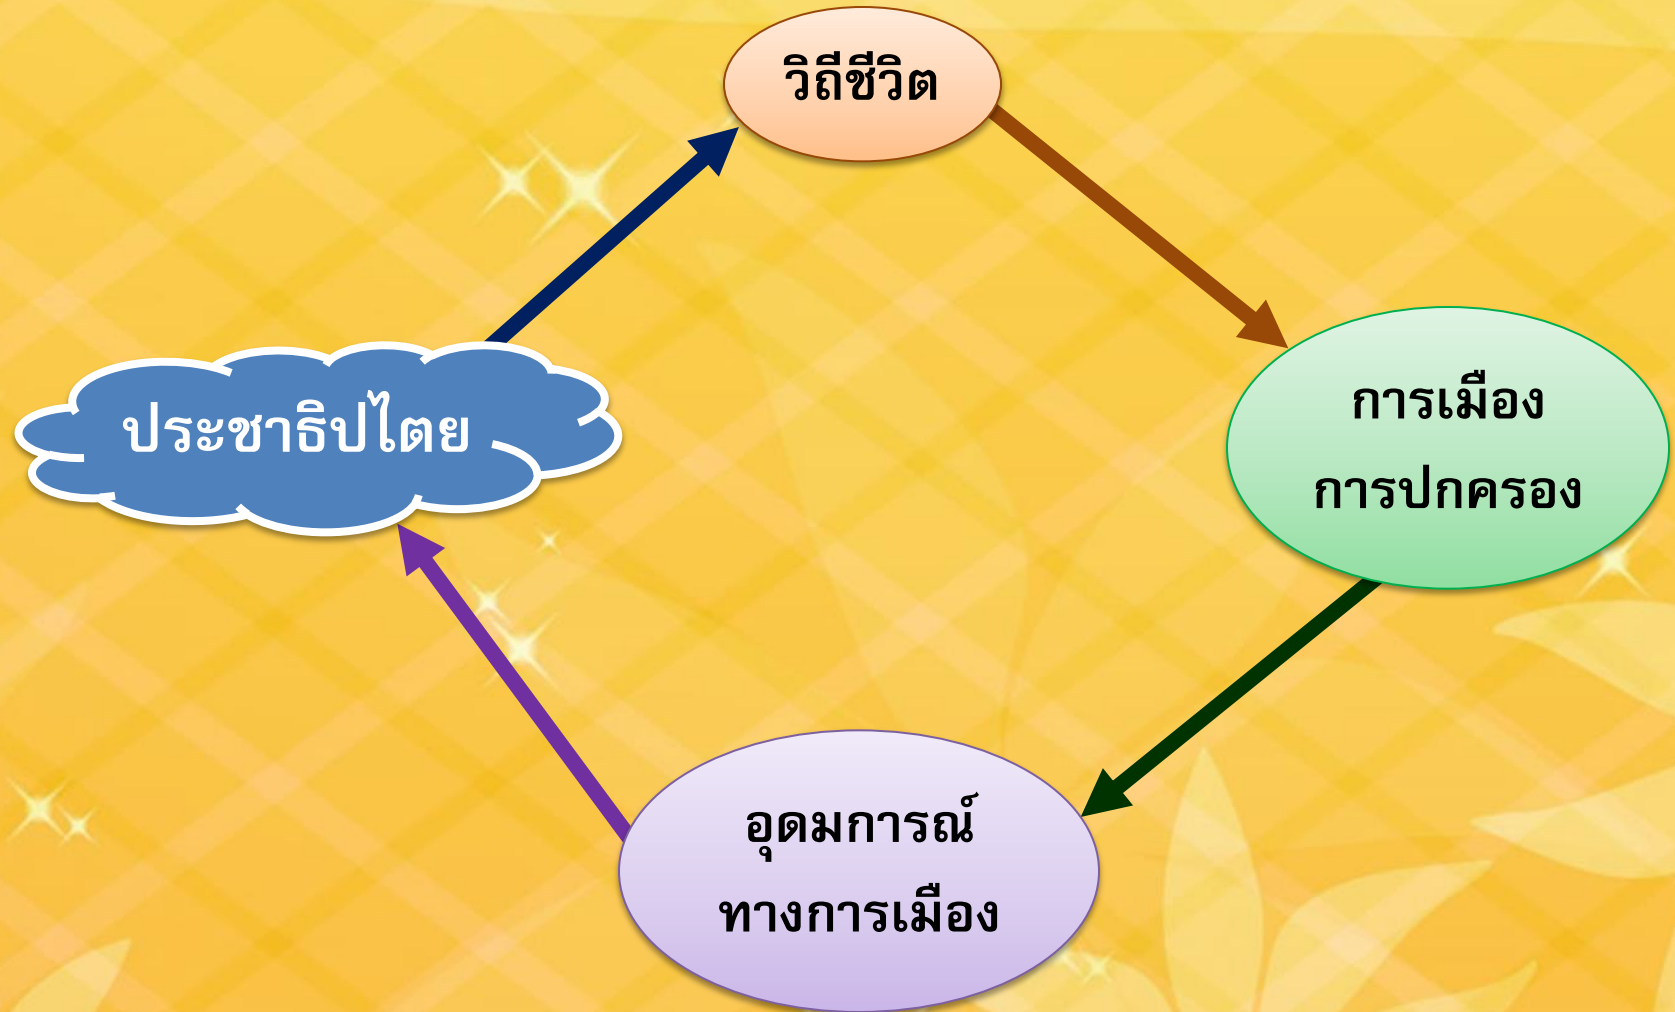 วิถีชีวิต
ประชาธิปไตย
การเมือง
การปกครอง
อุดมการณ์
ทางการเมือง